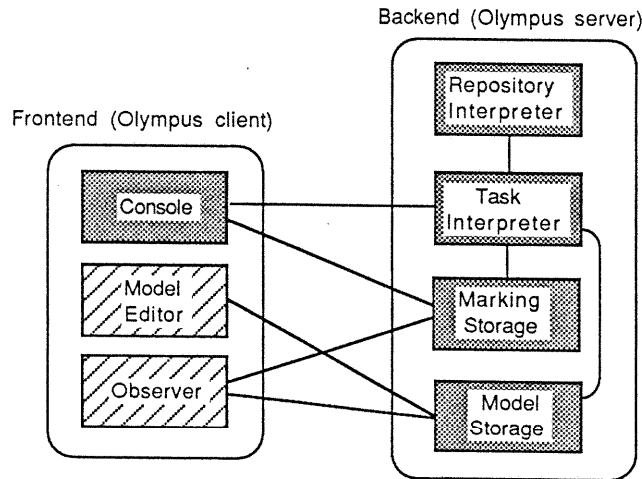 Backend (Olympus server)
Repository
Interpreter
Frontend (Olympus client)
Console
Task
Interpreter
Model
Editor
Marking
Storage
Observer
Model
Storage